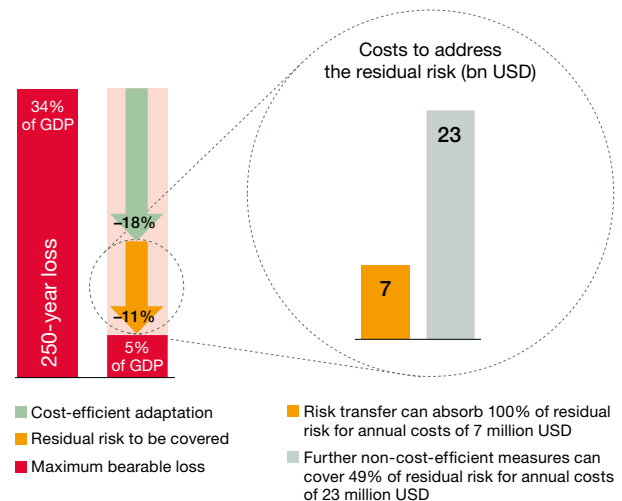 Costs to address
the residual risk (bn USD)
34%
of GDP
250-year loss
–18%
–11%
5%
of GDP
23
7
Cost-efficient adaptation
Residual risk to be covered
Maximum bearable loss
Risk transfer can absorb 100% of residual
risk for annual costs of 7 million USD
Further non-cost-efficient measures can
cover 49% of residual risk for annual costs
of 23 million USD